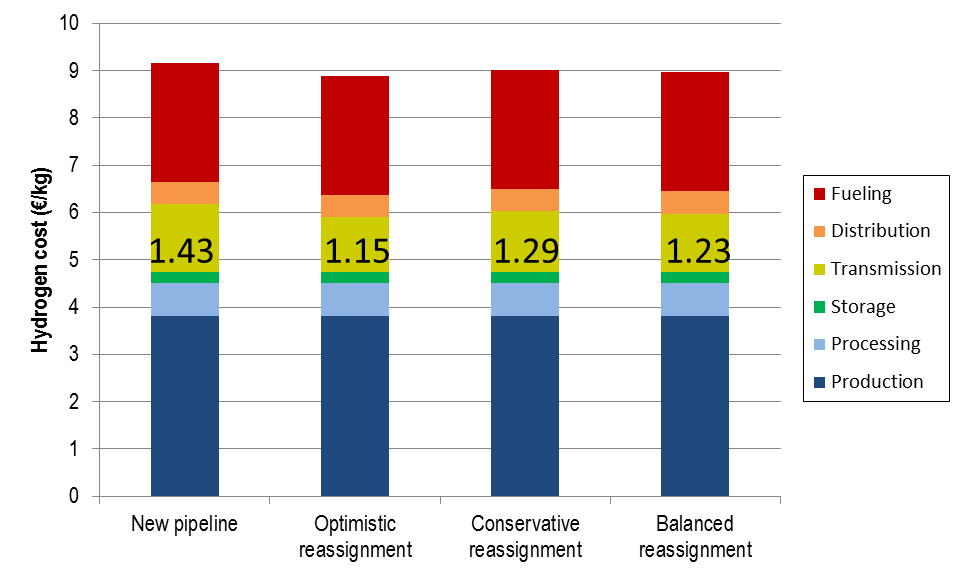 Hydrogen cost (€/kg)
10
9
8
7
6
5
4
3
2
1
0
1.43
1.15
1.29
1.23
New pipeline
Optimistic
reassignment
Conservative
reassignment
Balanced
reassignment
Fueling
Distribution
Transmission
Storage
Processing
Production